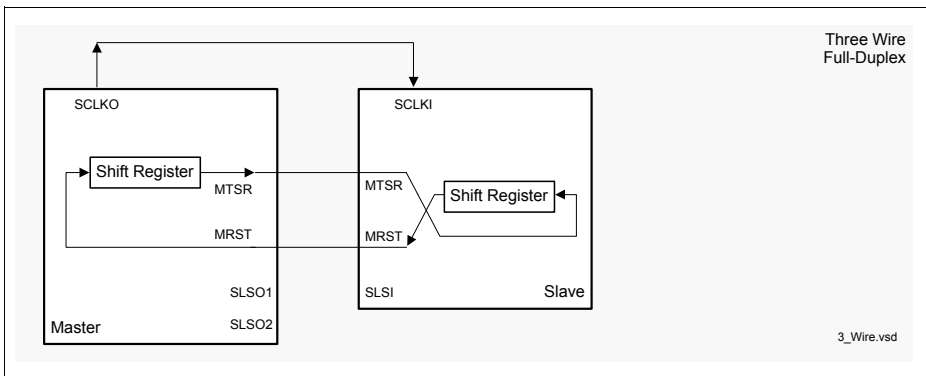 Three Wire
Full-Duplex
SCLKO
SCLKI
Shift Register
MTSR
MTSR
Shift Register
MRST
MRST
SLSO1
SLSI
Slave
Master
SLSO2
3_Wire.vsd